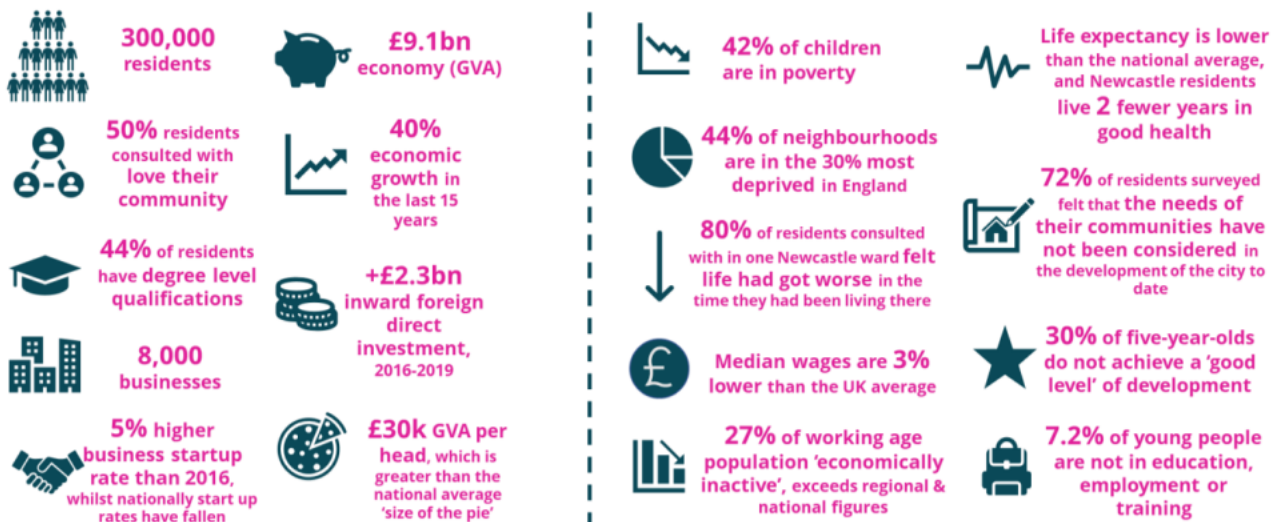 300,000
residents
50% residents
consulted with
love their
community
44% of residents
have degree level
qualifications
8,000
businesses
5% higher
business startup
rate than 2016,
whilst nationally start up
rates have fallen
£9.1bn
economy (GVA)
40%
economic
growth in
the last 15
years
+£2.3bn
inward foreign
direct
investment,
2016-2019
£30k GVA per
head, which is
greater than the
national average
‘size of the pie’
42% of children
are in poverty
44% of neighbourhoods
are in the 30% most
deprived in England
80% of residents consulted
with in one Newcastle ward felt
life had got worse in the
time they had been living there
£
Median wages are 3%
lower than the UK average
27% of working age
population ‘economically
inactive’, exceeds regional &
national figures
Life expectancy is lower
than the national average,
and Newcastle residents
live 2 fewer years in
good health
72% of residents surveyed
felt that the needs of
their communities have
not been considered in
the development of the city to
date
30% of five-year-olds
do not achieve a ‘good
level’ of development
7.2% of young people
are not in education,
employment or
training